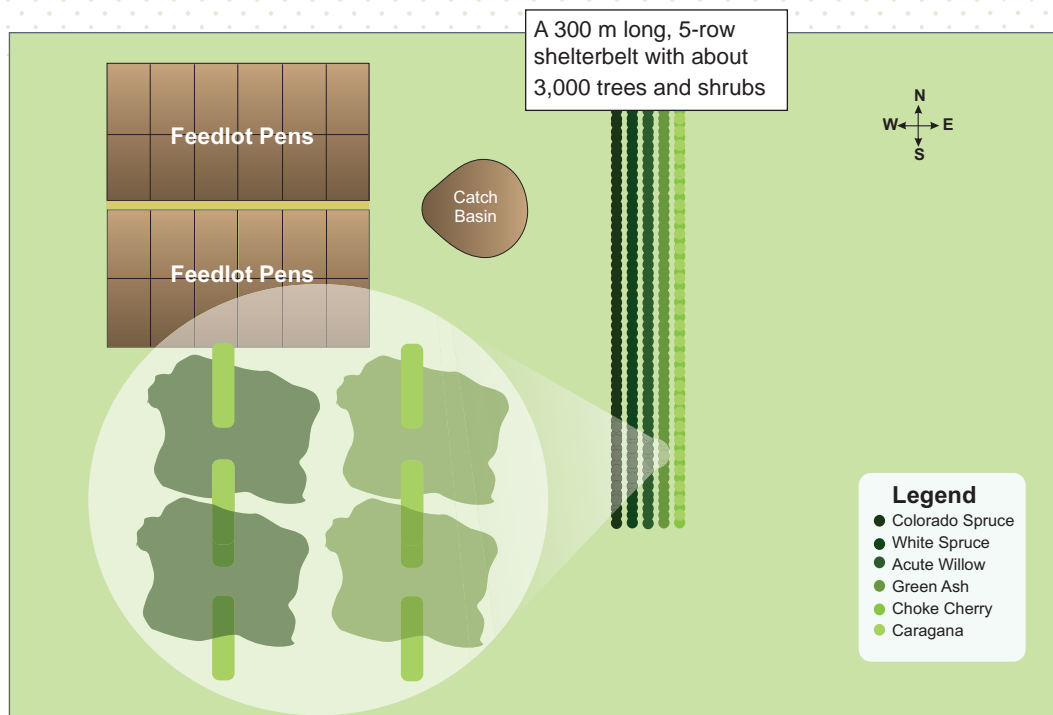 A 300 m long, 5-row
shelterbelt with about
3,000 trees and shrubs
Feedlot Pens
N
W
E
S
Catch
Basin
Feedlot Pens
Legend
Colorado Spruce
White Spruce
Acute Willow
Green Ash
Choke Cherry
Caragana